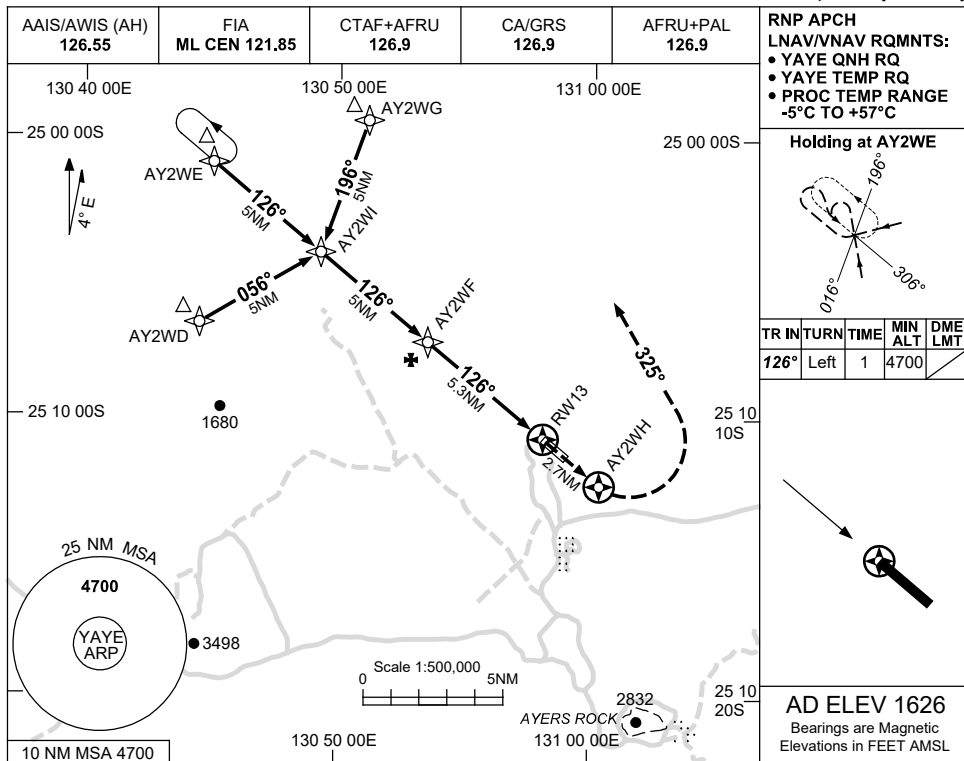 AAIS/AWIS (AH)
126.55
FIA
ML CEN 121.85
CTAF+AFRU
126.9
CA/GRS
126.9
AFRU+PAL
126.9
RNP APCH
LNAV/VNAV RQMNTS:
• YAYE QNH RQ
• YAYE TEMP RQ
• PROC TEMP RANGE
-5°C TO +57°C
130 40 00E
130 50 00E
131 00 00E
25 00 00S
25 00 00S
AY2WG
AY2WE
4° E
126°
5NM
196°
5NM
AY2WI
056°
5NM
AY2WD
126°
5NM
AY2WF
126°
5.3NM
RW13
2.7NM
AY2WH
325°
25 10 00S
25 10
10S
1680
Holding at AY2WE
196°
016°
306°
TR IN
TURN
TIME
MIN
ALT
DME
LMT
126°
Left
1
4700
25 NM MSA
4700
YAYE
ARP
3498
Scale 1:500,000
0
5NM
2832
AYERS ROCK
25 10
20S
10 NM MSA 4700
130 50 00E
131 00 00E
AD ELEV 1626
Bearings are Magnetic
Elevations in FEET AMSL